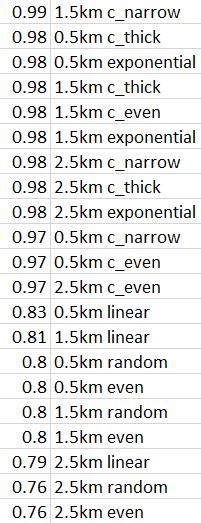 0.99 1.5km c_narrow
0.98 0.5km c_thick
0.98 0.5km exponential
0.98 1.5km c_thick
0.98 1.5km c_even
0.98 1.5km exponential
0.98 2.5km c_narrow
0.98 2.5km c_thick
0.98 2.5km exponential
0.97 0.5km c_narrow
0.97 0.5km c_even
0.97 2.5km c_even
0.83 0.5km linear
0.81 1.5km linear
0.8 0.5km random
0.8 0.5km even
0.8 1.5km random
0.8 1.5km even
0.79 2.5km linear
0.76 2.5km random
0.76 2.5km even